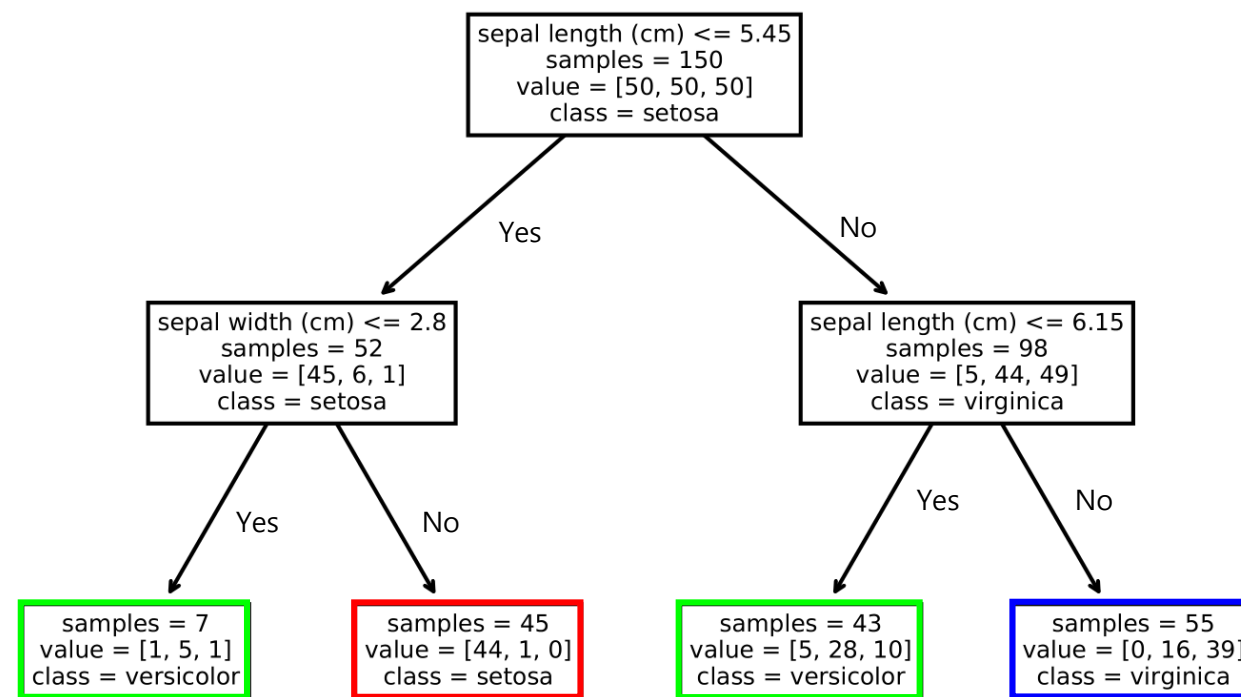 sepal length (cm) <= 5.45
samples = 150
value = [50, 50, 50]
class = setosa
Yes
No
sepal width (cm) <= 2.8
samples = 52
value = [45, 6, 1]
class = setosa
sepal length (cm) <= 6.15
samples = 98
value = [5, 44, 49]
class = virginica
Yes
No
Yes
No
samples = 7
value = [1, 5, 1]
class = versicolor
samples = 45
value = [44, 1, 0]
class = setosa
samples = 43
value = [5, 28, 10]
class = versicolor
samples = 55
value = [0, 16, 39]
class = virginica